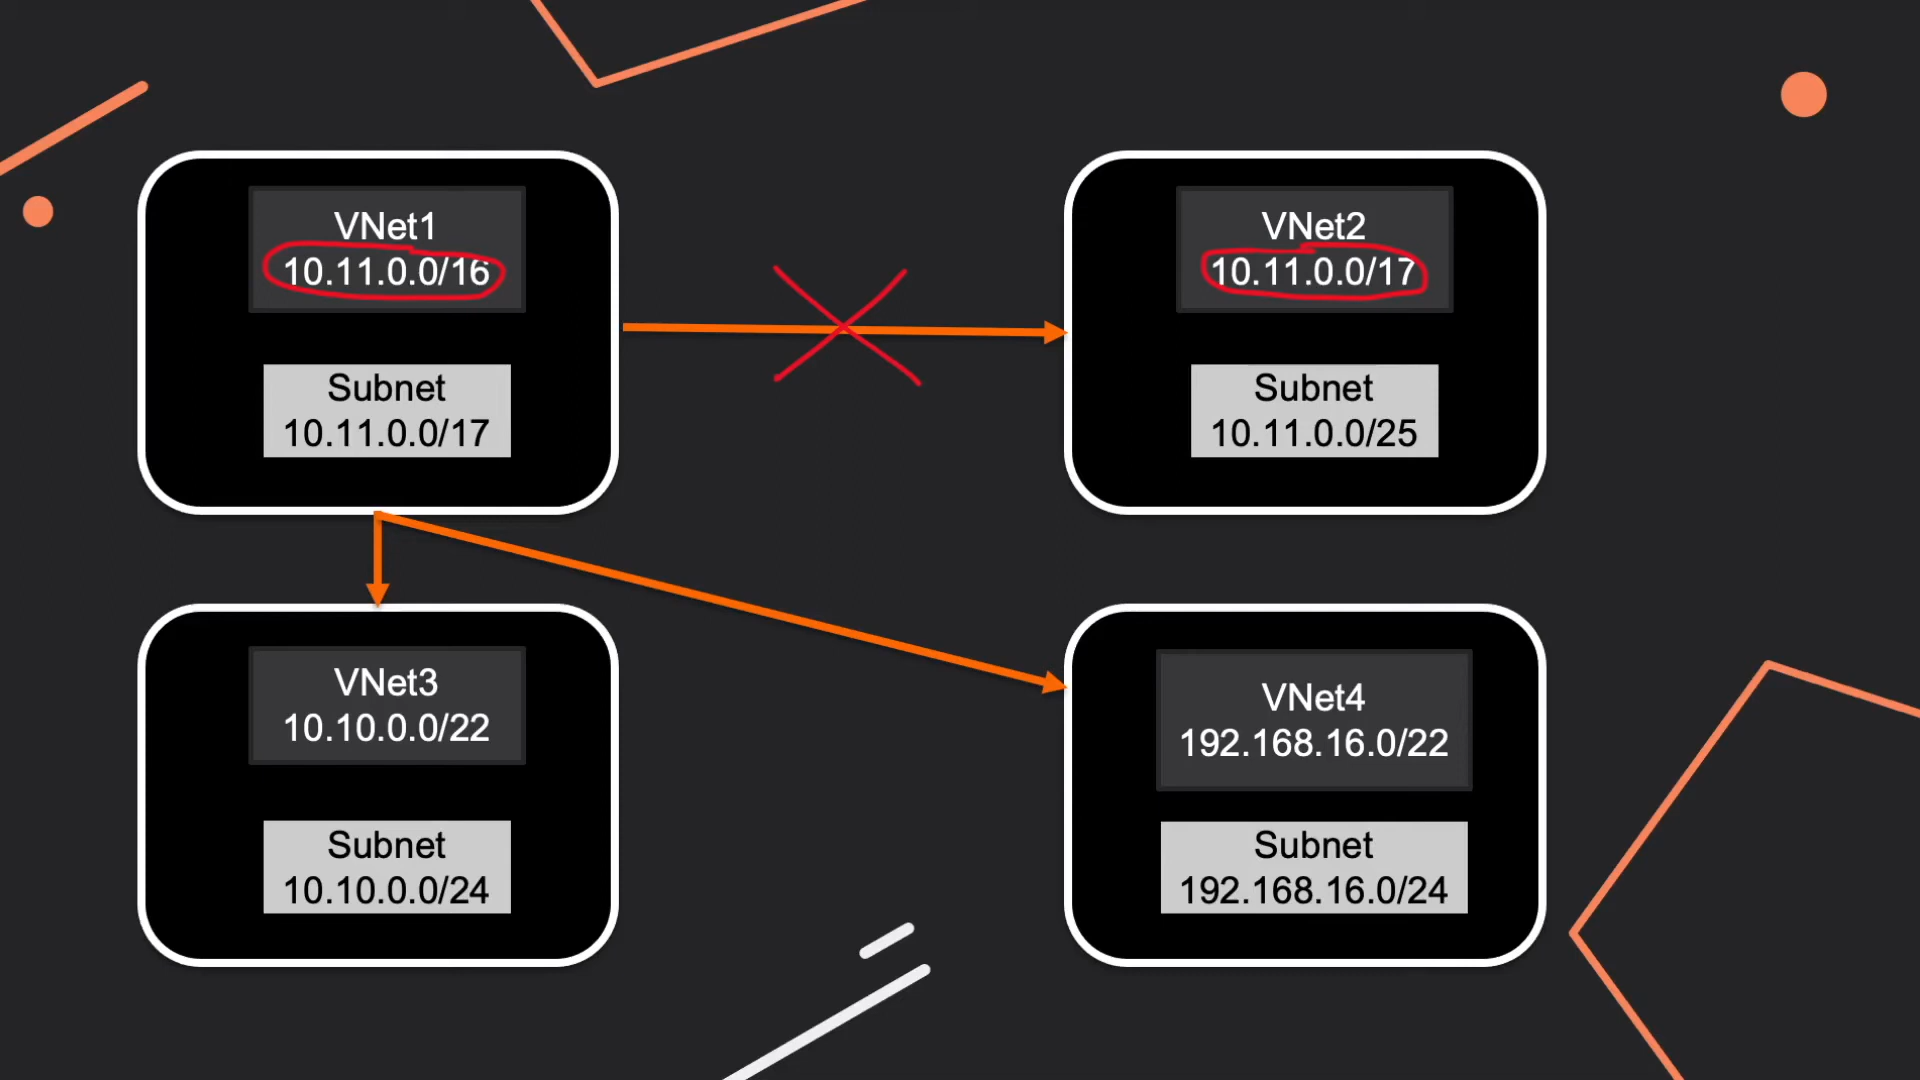 VNet1
10.11.0.0/16
Subnet
10.11.0.0/17
VNet2
10.11.0.0/17
Subnet
10.11.0.0/25
VNet3
10.10.0.0/22
Subnet
10.10.0.0/24
VNet4
192.168.16.0/22
Subnet
192.168.16.0/24